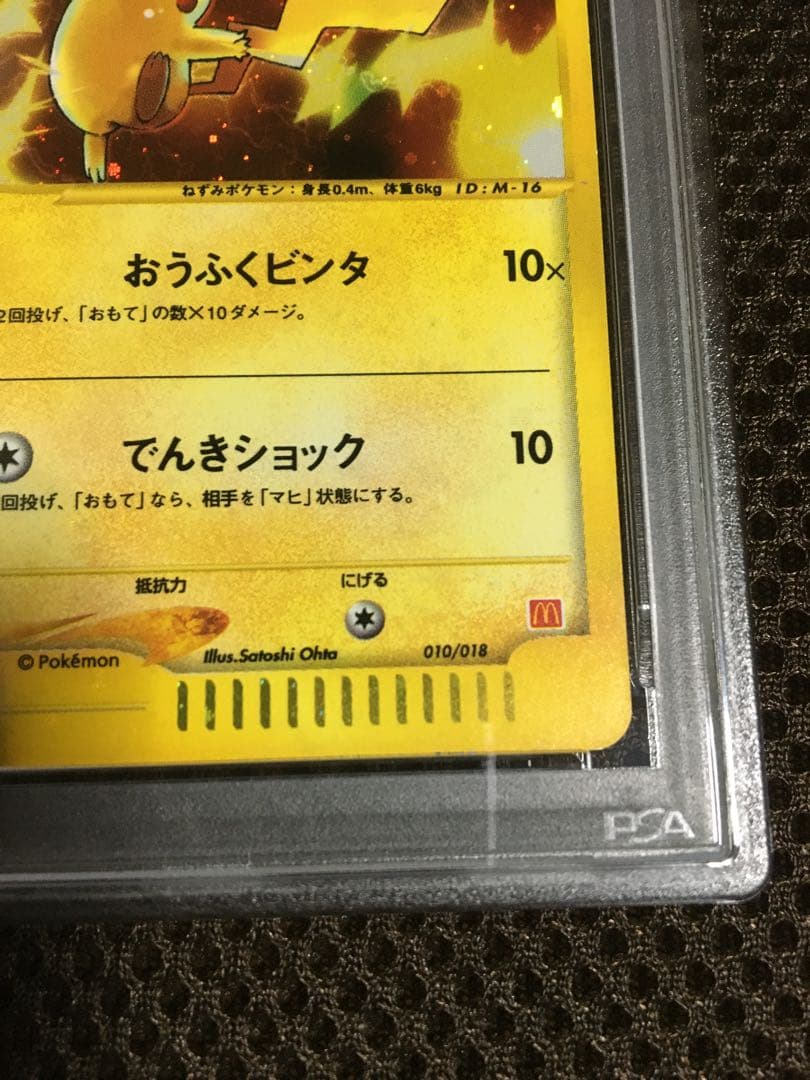 ねずみポケモン：身長0.4m、体重6kg ID:M-16
おうふくビンタ 10×
2回投げ、「おもて」の数×10ダメージ。
でんきショック 10
回投げ、「おもて」なら、相手を「マヒ」状態にする。
抵抗力 にげる
©Pokémon Illus.Satoshi Ohta 010/018
PSA